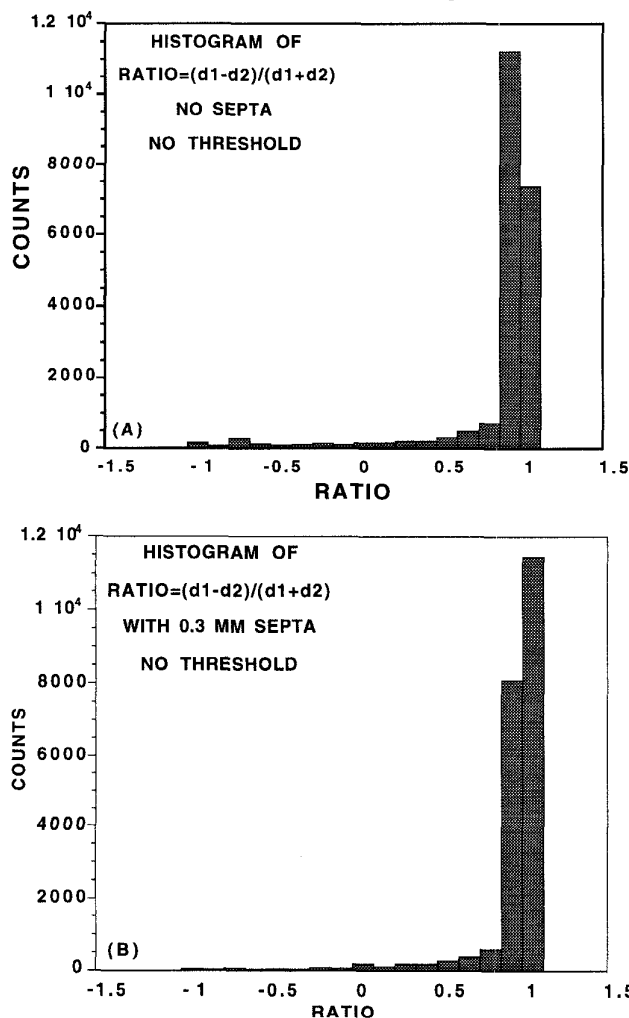 1.2 10⁴
1 10⁴
8000
6000
4000
2000
0
COUNTS
HISTOGRAM OF
RATIO=(d1-d2)/(d1+d2)
NO SEPTA
NO THRESHOLD
(A)
-1.5 -1 -0.5 0 0.5 1 1.5
RATIO
1.2 10⁴
1 10⁴
8000
6000
4000
2000
0
COUNTS
HISTOGRAM OF
RATIO=(d1-d2)/(d1+d2)
WITH 0.3 MM SEPTA
NO THRESHOLD
(B)
-1.5 -1 -0.5 0 0.5 1 1.5
RATIO